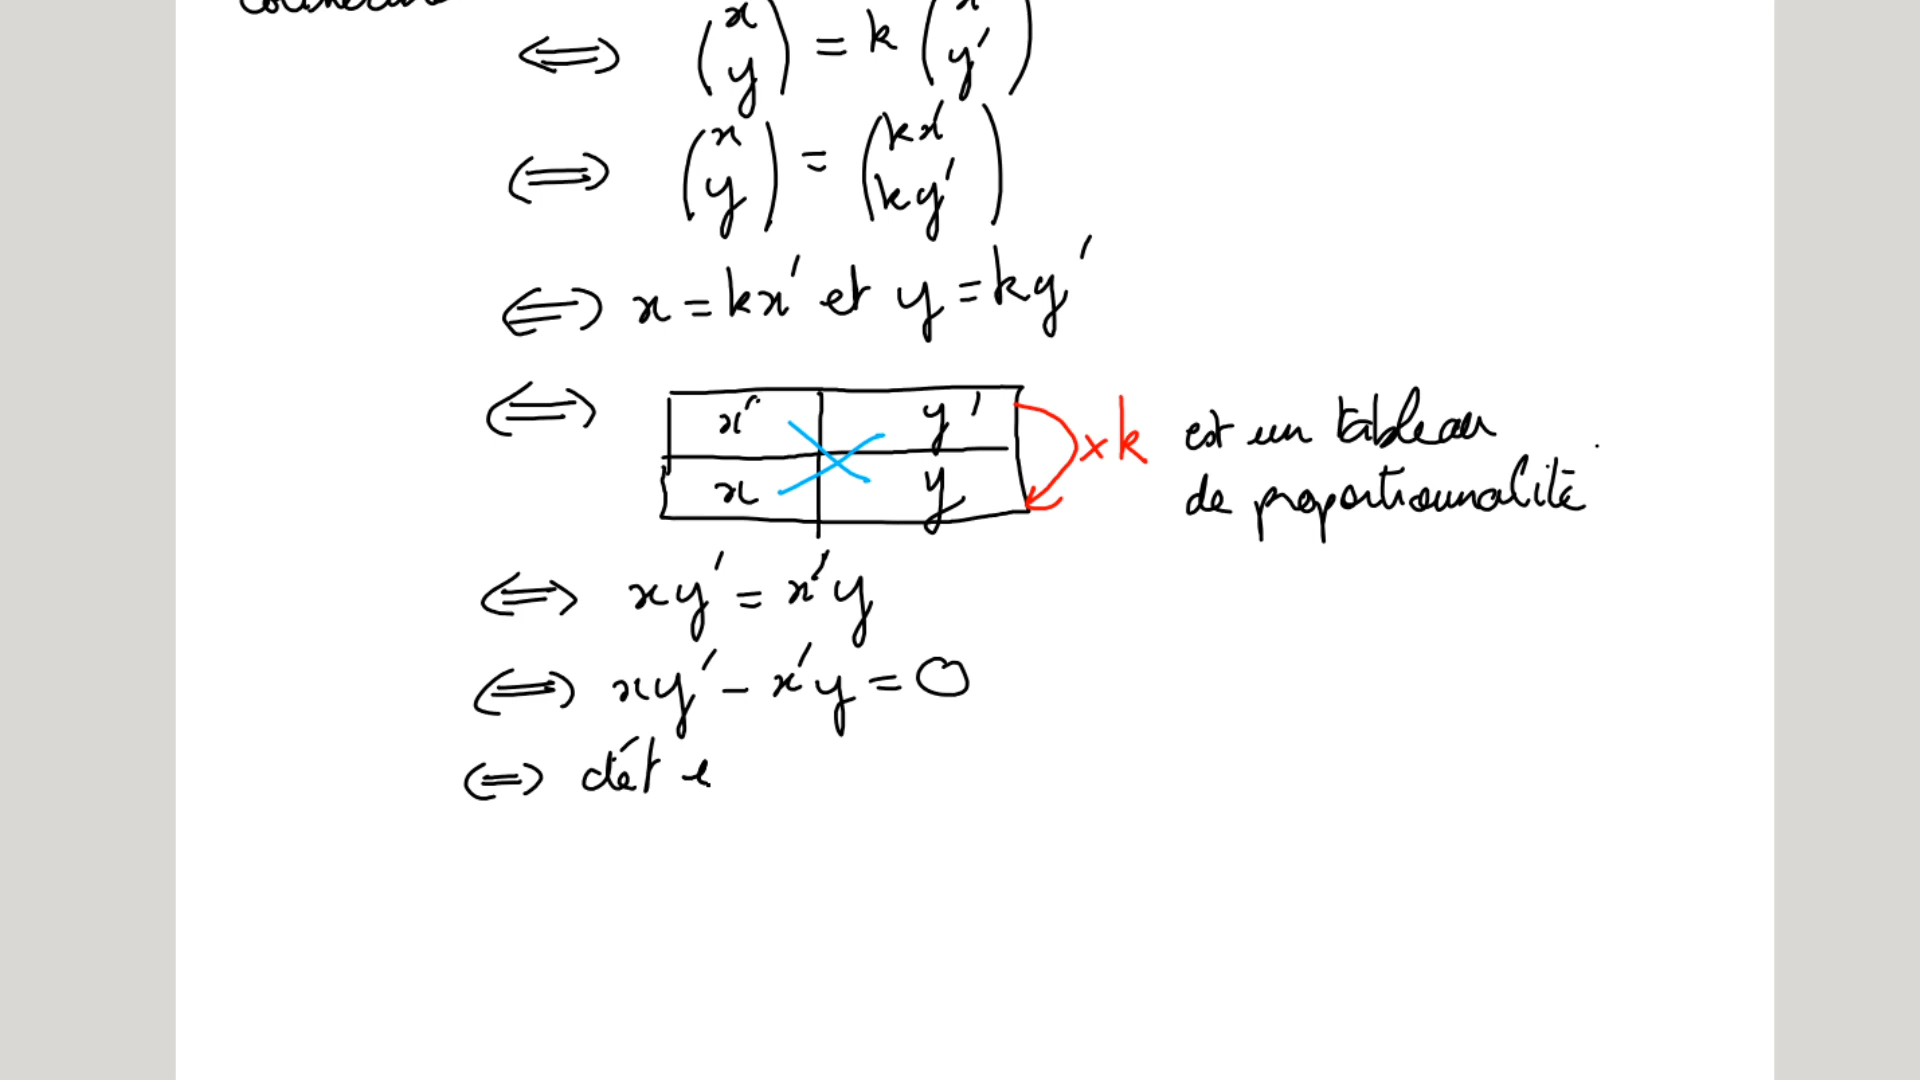 ⟺ (x y) = k (x' y')
⟺ (x y) = (kx' ky')
⟺ x = kx' et y = ky'
⟺ x' y' ×k est un tableau
x y de proportionnalité
⟺ xy' = x'y
⟺ xy' - x'y = 0
⟺ dét